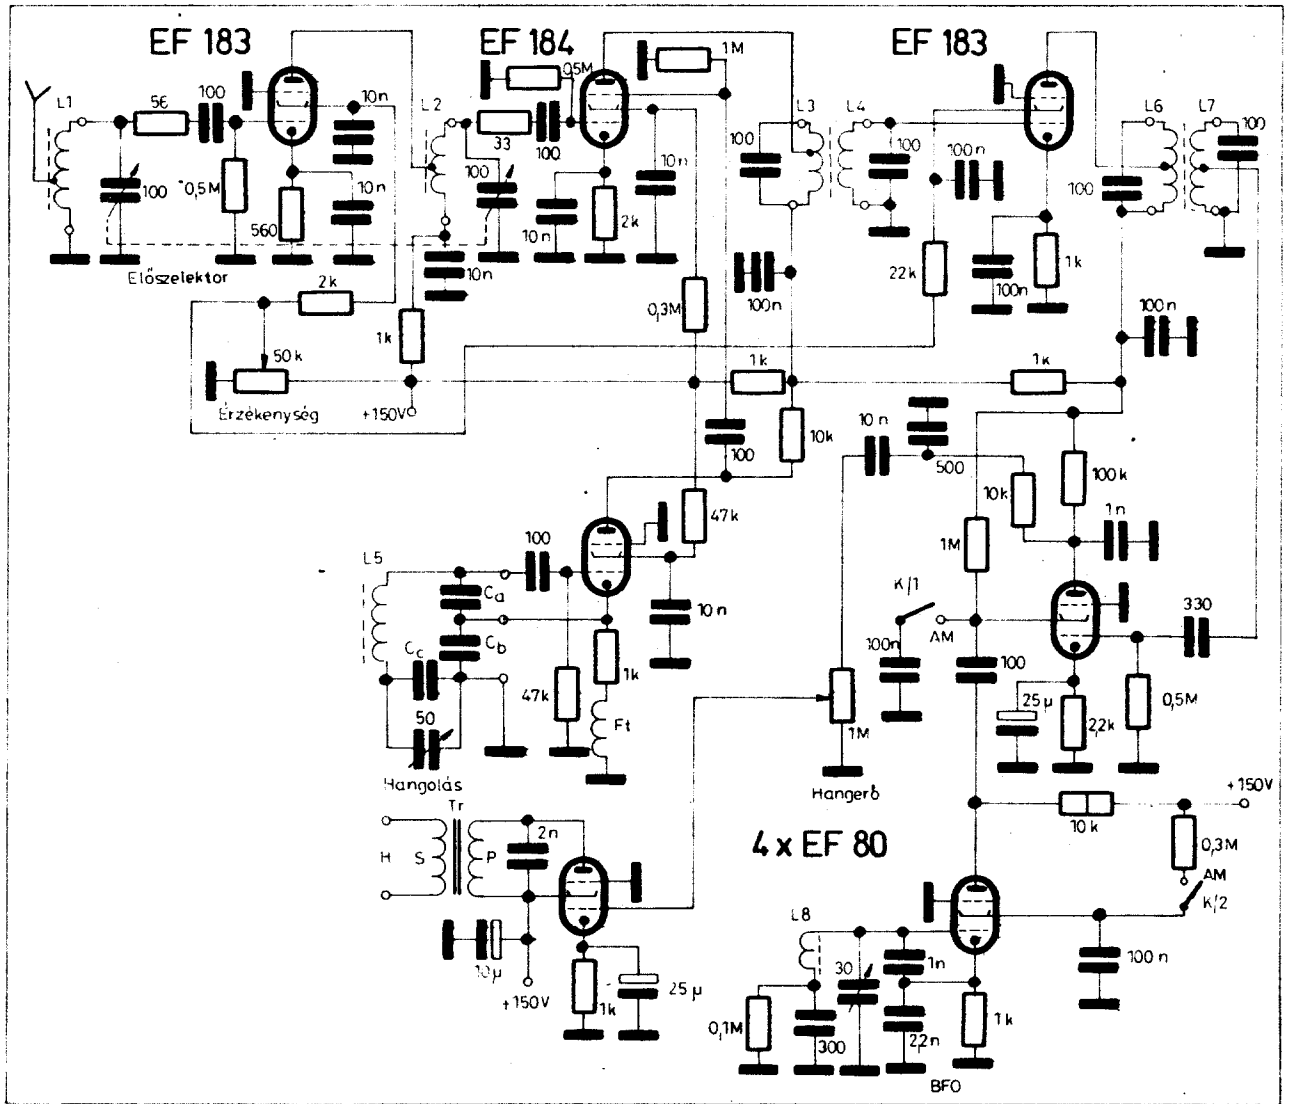 EF 183
EF 184
EF 183
L1
56
100
10n
100
0,5M
560
10n
Előszelektor
2k
50k
Érzékenység
L2
0,5M
1M
33
100
100
10n
2k
10n
10n
1k
+150V
0,3M
L3
L4
100
100
100n
100n
22k
100n
1k
L6
L7
100
100
100n
1k
1k
10k
100
47k
10n
500
10k
100k
1n
1M
L5
100
Ca
Cb
Cc
50
Hangolás
47k
1k
Ft
10n
K/1
AM
100n
100
1M
Hangerő
25µ
2,2k
0,5M
330
Tr
H
S
P
2n
10µ
+150V
1k
25µ
4 x EF 80
10k
+150V
0,3M
AM
K/2
100n
L8
30
1n
0,1M
300
2,2n
1k
BFO